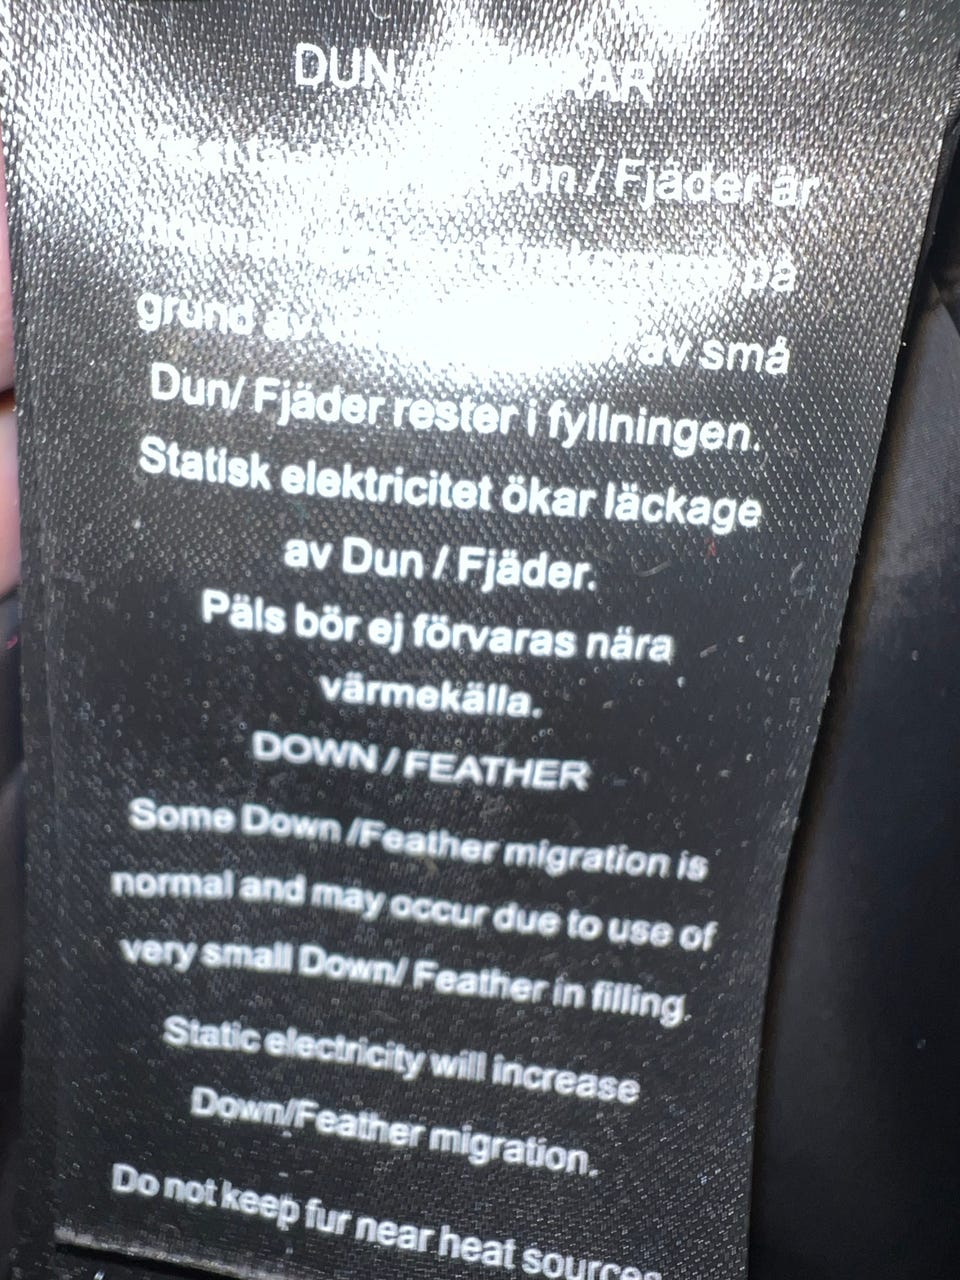 DUN
Dun / Fjäder är
på
grund av av små
Dun/ Fjäder rester i fyllningen.
Statisk elektricitet ökar läckage
av Dun / Fjäder.
Päls bör ej förvaras nära
värmekälla.
DOWN / FEATHER
Some Down /Feather migration is
normal and may occur due to use of
very small Down/ Feather in filling.
Static electricity will increase
Down/Feather migration.
Do not keep fur near heat sources